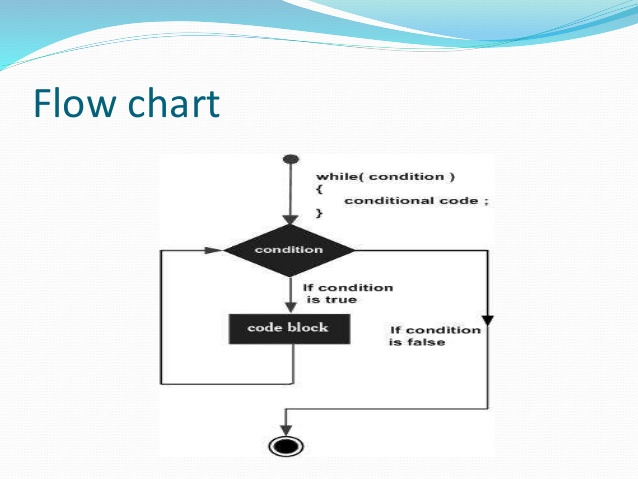 Flow chart
while( condition )
{
conditional code ;
}
condition
If condition
is true
code block
If condition
is false